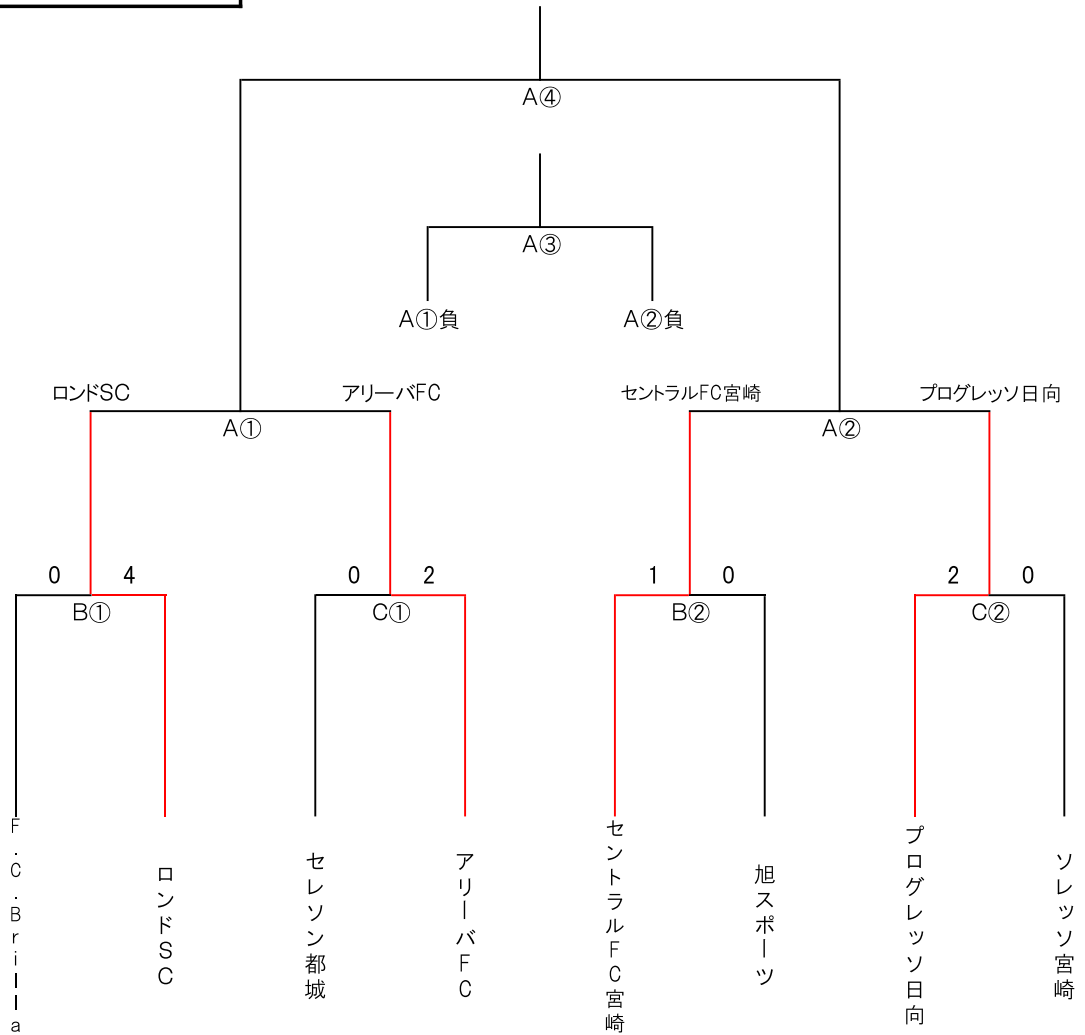 A④
A③
A①負 A②負
ロンドSC アリーバFC セントラルFC宮崎 プログレッソ日向
A① A②
0 4 0 2 1 0 2 0
B① C① B② C②
F.C.Brilla
ロンドSC
セレソン都城
アリーバFC
セントラルFC宮崎
旭スポーツ
プログレッソ日向
ソレッソ宮崎